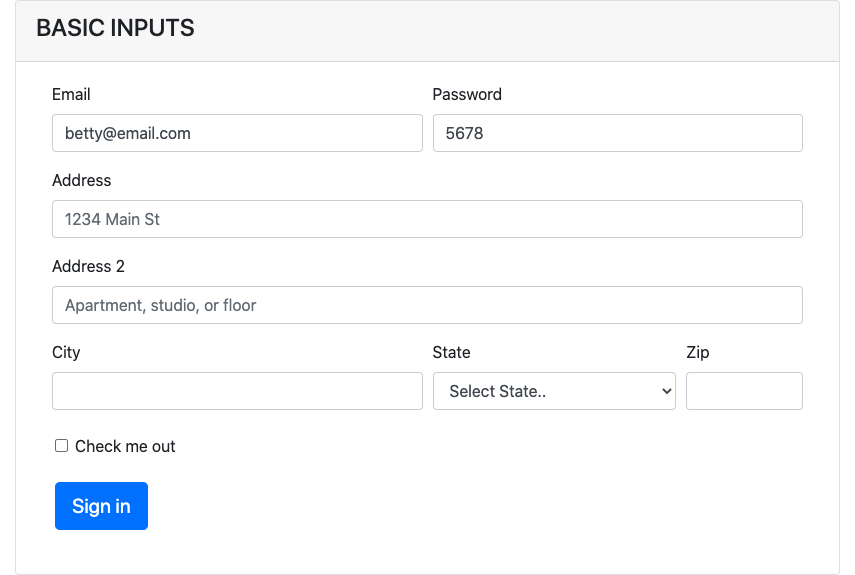 BASIC INPUTS
Email Password
betty@email.com 5678
Address
1234 Main St
Address 2
Apartment, studio, or floor
City State Zip
Select State..
Check me out
Sign in